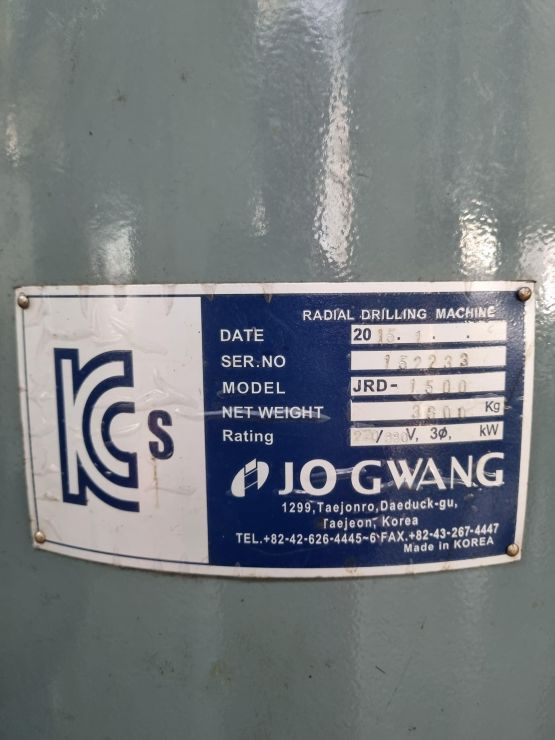 KCs
RADIAL DRILLING MACHINE
DATE 2015. 1 . .
SER.NO 152233
MODEL JRD-1500
NET WEIGHT 3600 Kg
Rating 220/380V, 3Ø, kW
JO GWANG
1299,Taejonro,Daeduck-gu,
Taejeon, Korea
TEL.+82-42-626-4445~6 FAX.+82-43-267-4447
Made in KOREA